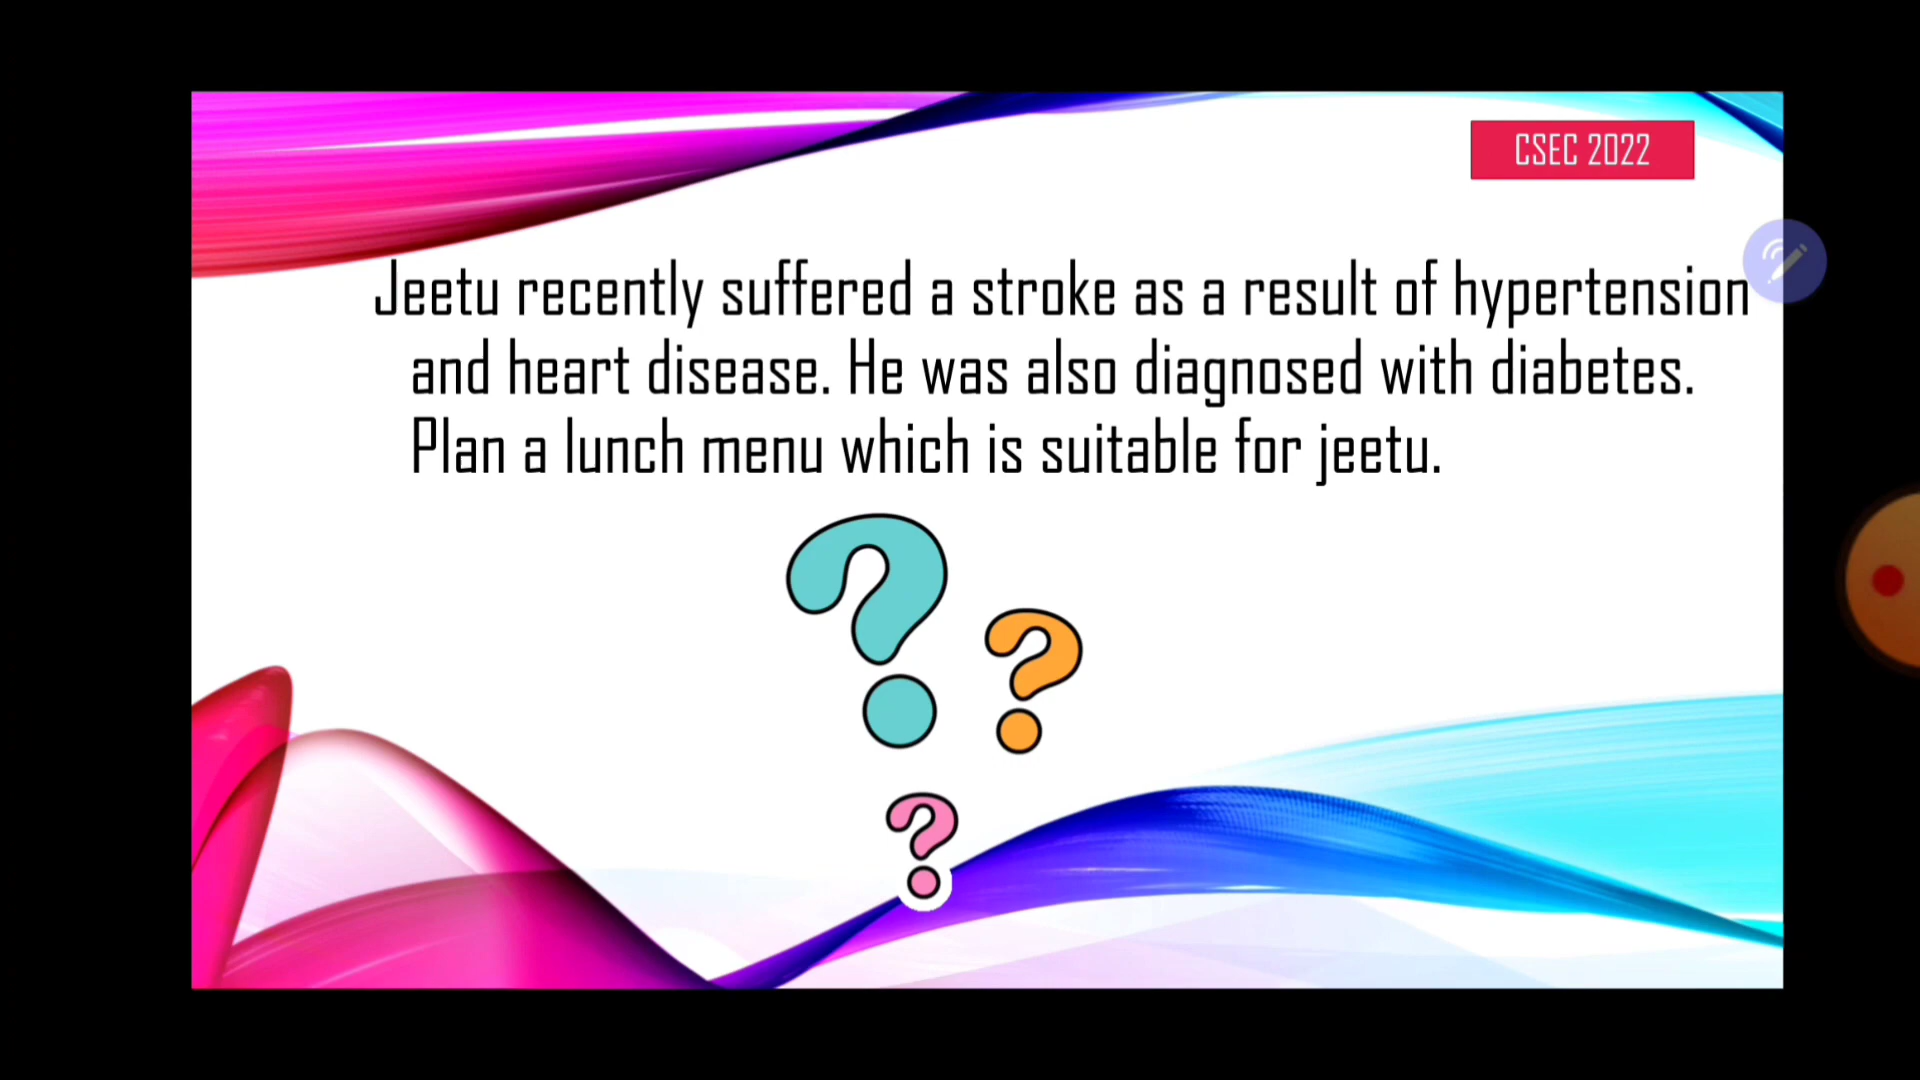 CSEC 2022
Jeetu recently suffered a stroke as a result of hypertension
and heart disease. He was also diagnosed with diabetes.
Plan a lunch menu which is suitable for jeetu.